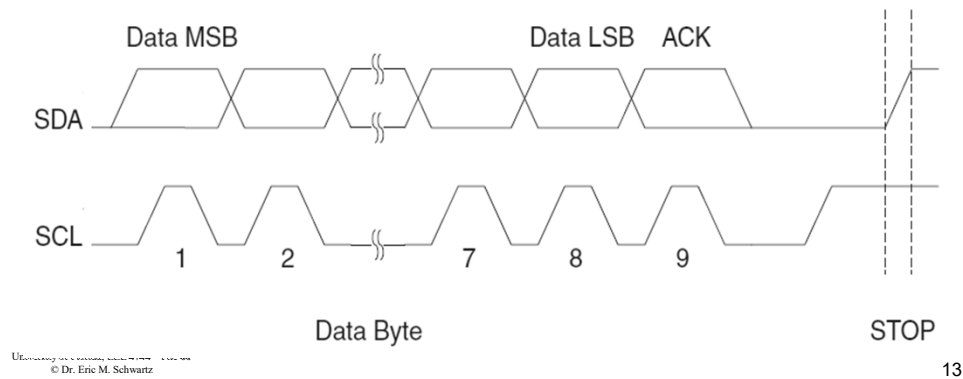 Data MSB Data LSB ACK
SDA
SCL
1 2 7 8 9
Data Byte STOP
© Dr. Eric M. Schwartz
13